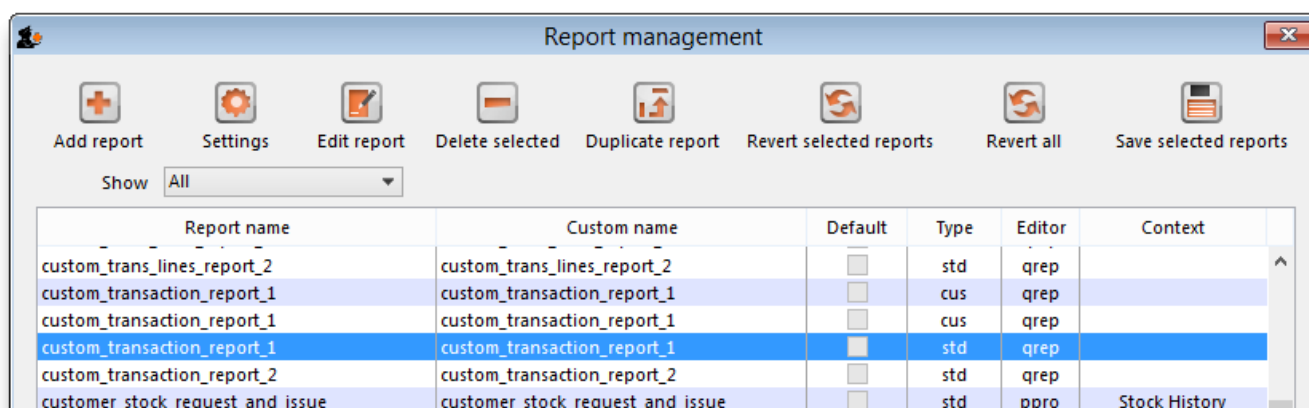 Report management
Add report Settings Edit report Delete selected Duplicate report Revert selected reports Revert all Save selected reports
Show All
Report name Custom name Default Type Editor Context
custom_trans_lines_report_2 custom_trans_lines_report_2 std qrep
custom_transaction_report_1 custom_transaction_report_1 cus qrep
custom_transaction_report_1 custom_transaction_report_1 cus qrep
custom_transaction_report_1 custom_transaction_report_1 std qrep
custom_transaction_report_2 custom_transaction_report_2 std qrep
customer_stock_request_and_issue customer_stock_request_and_issue std ppro Stock History